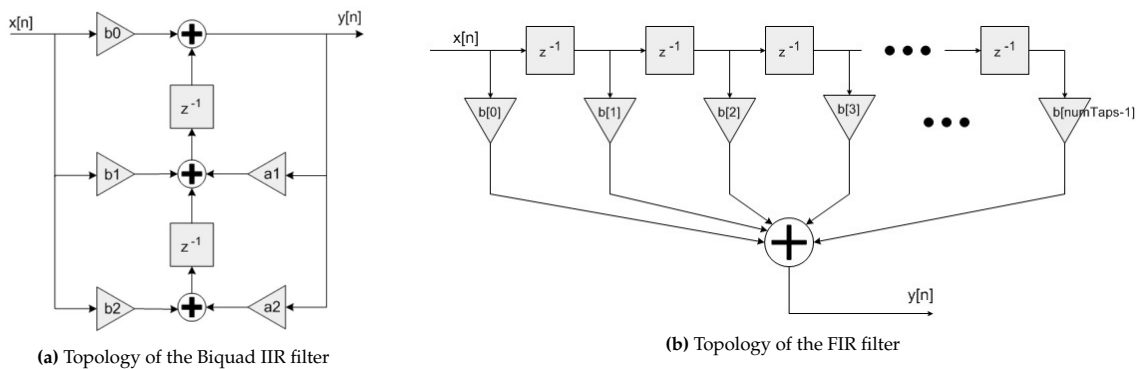 x[n]
b0
y[n]
z⁻¹
b1
a1
z⁻¹
b2
a2
(a) Topology of the Biquad IIR filter
x[n]
z⁻¹
z⁻¹
z⁻¹
z⁻¹
b[0]
b[1]
b[2]
b[3]
b[numTaps-1]
y[n]
(b) Topology of the FIR filter